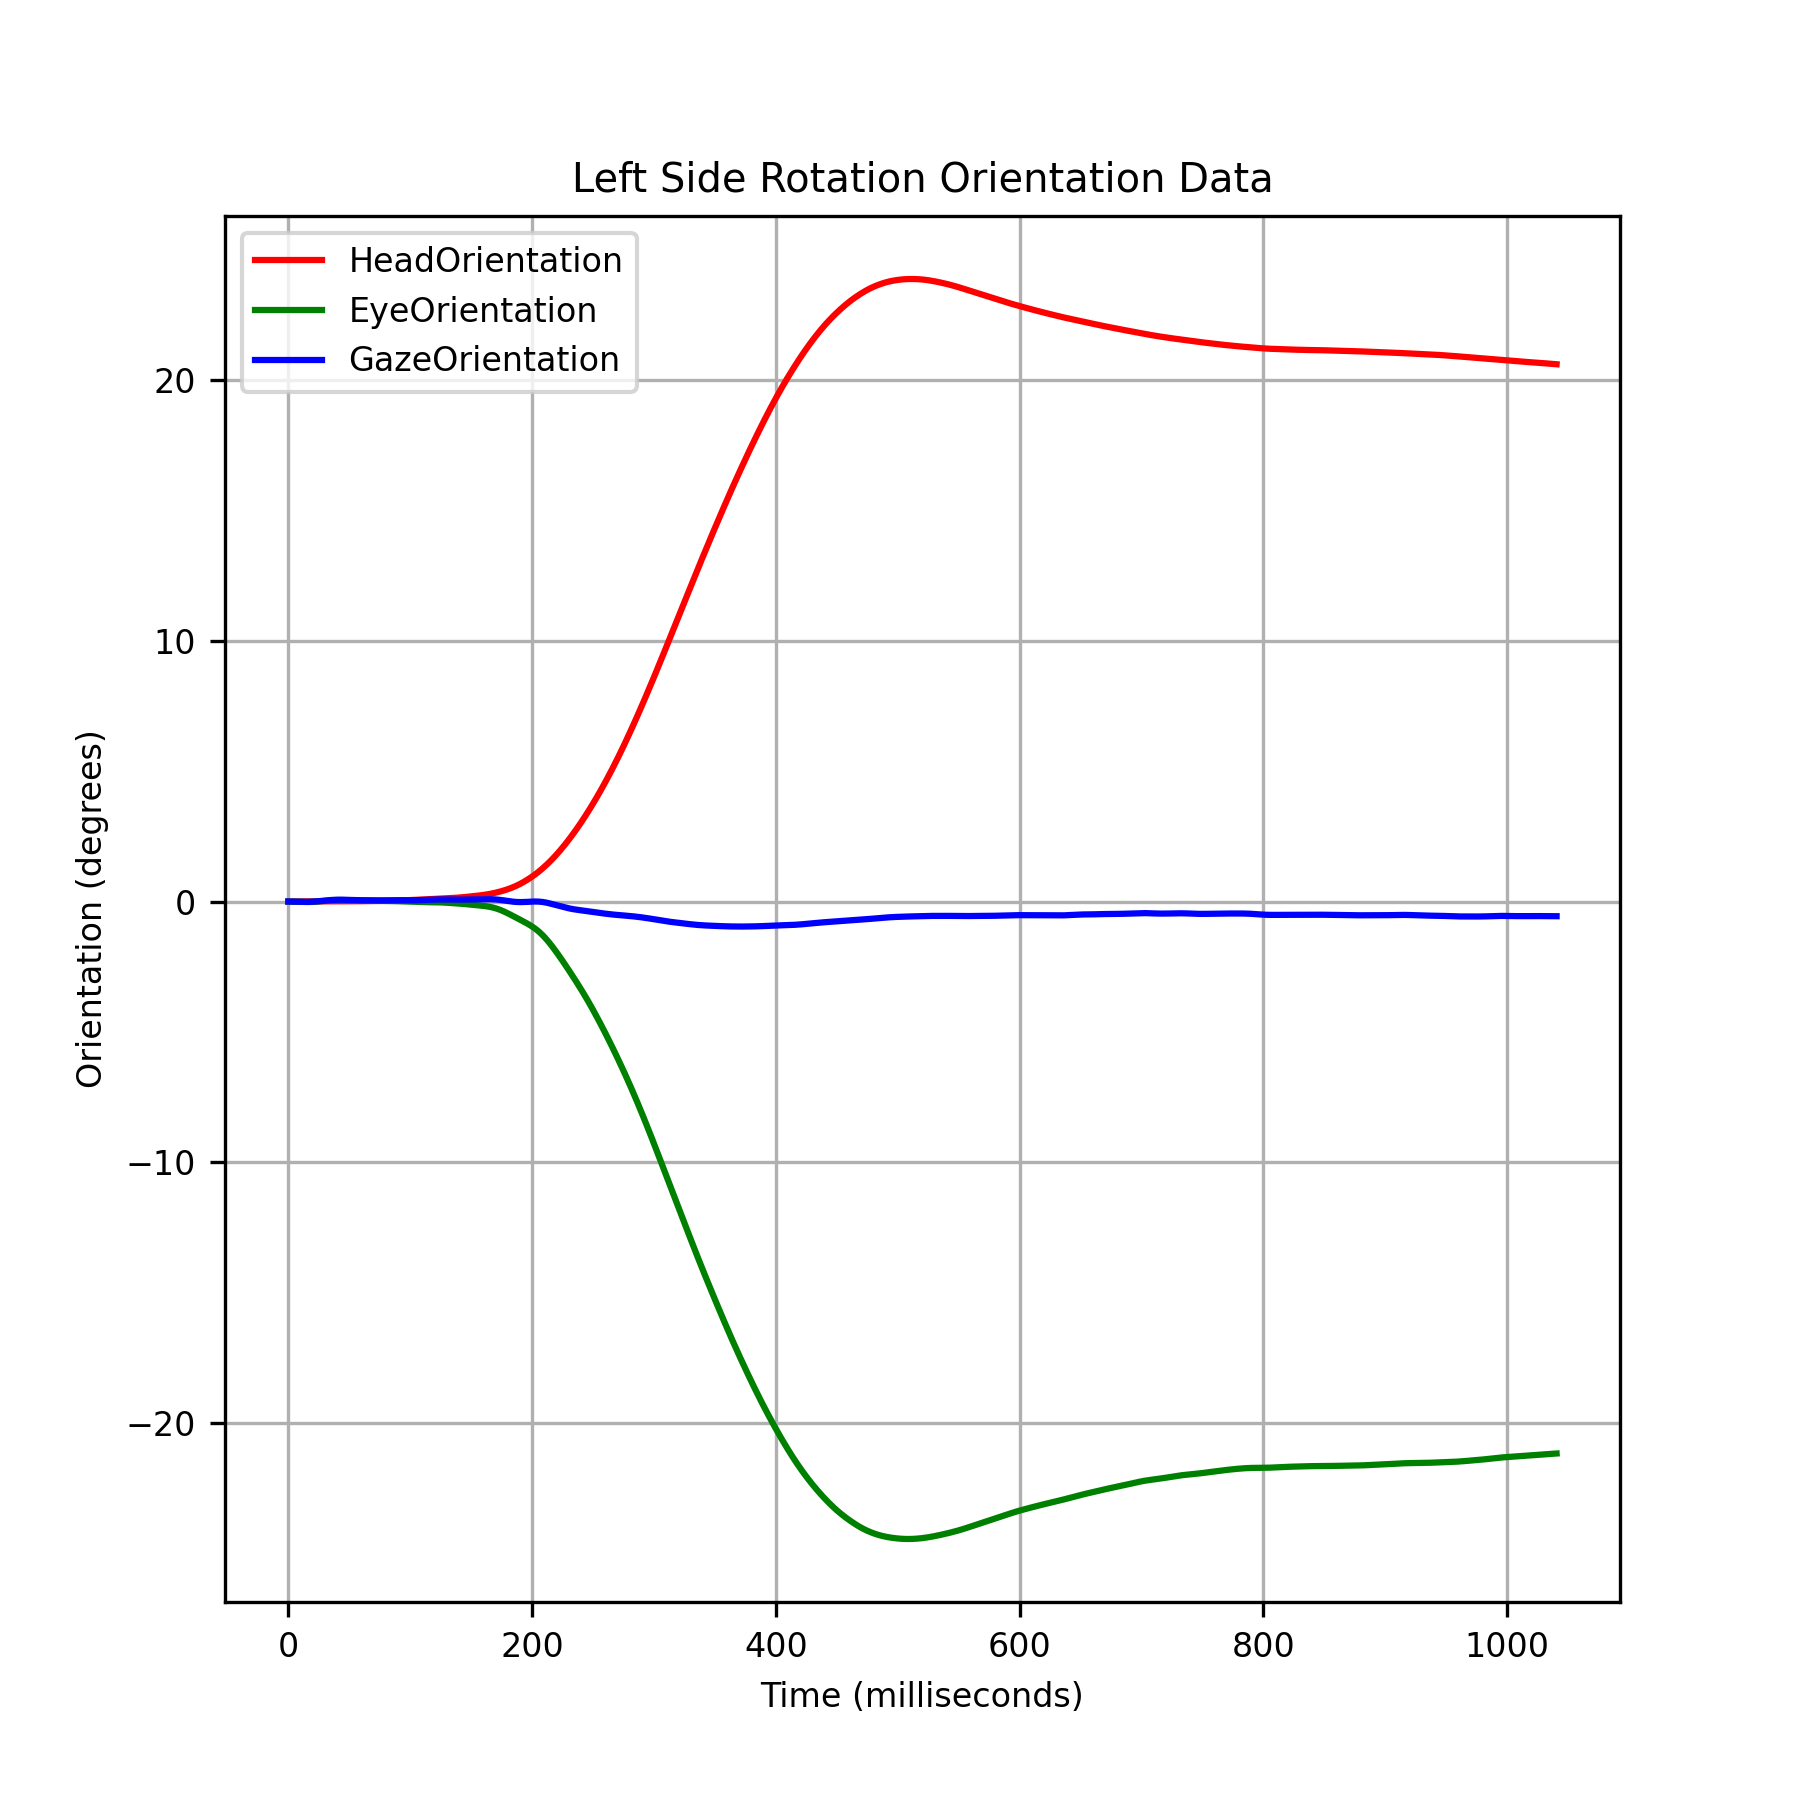 Left Side Rotation Orientation Data
HeadOrientation
EyeOrientation
GazeOrientation
20
10
0
−10
−20
Orientation (degrees)
0 200 400 600 800 1000
Time (milliseconds)